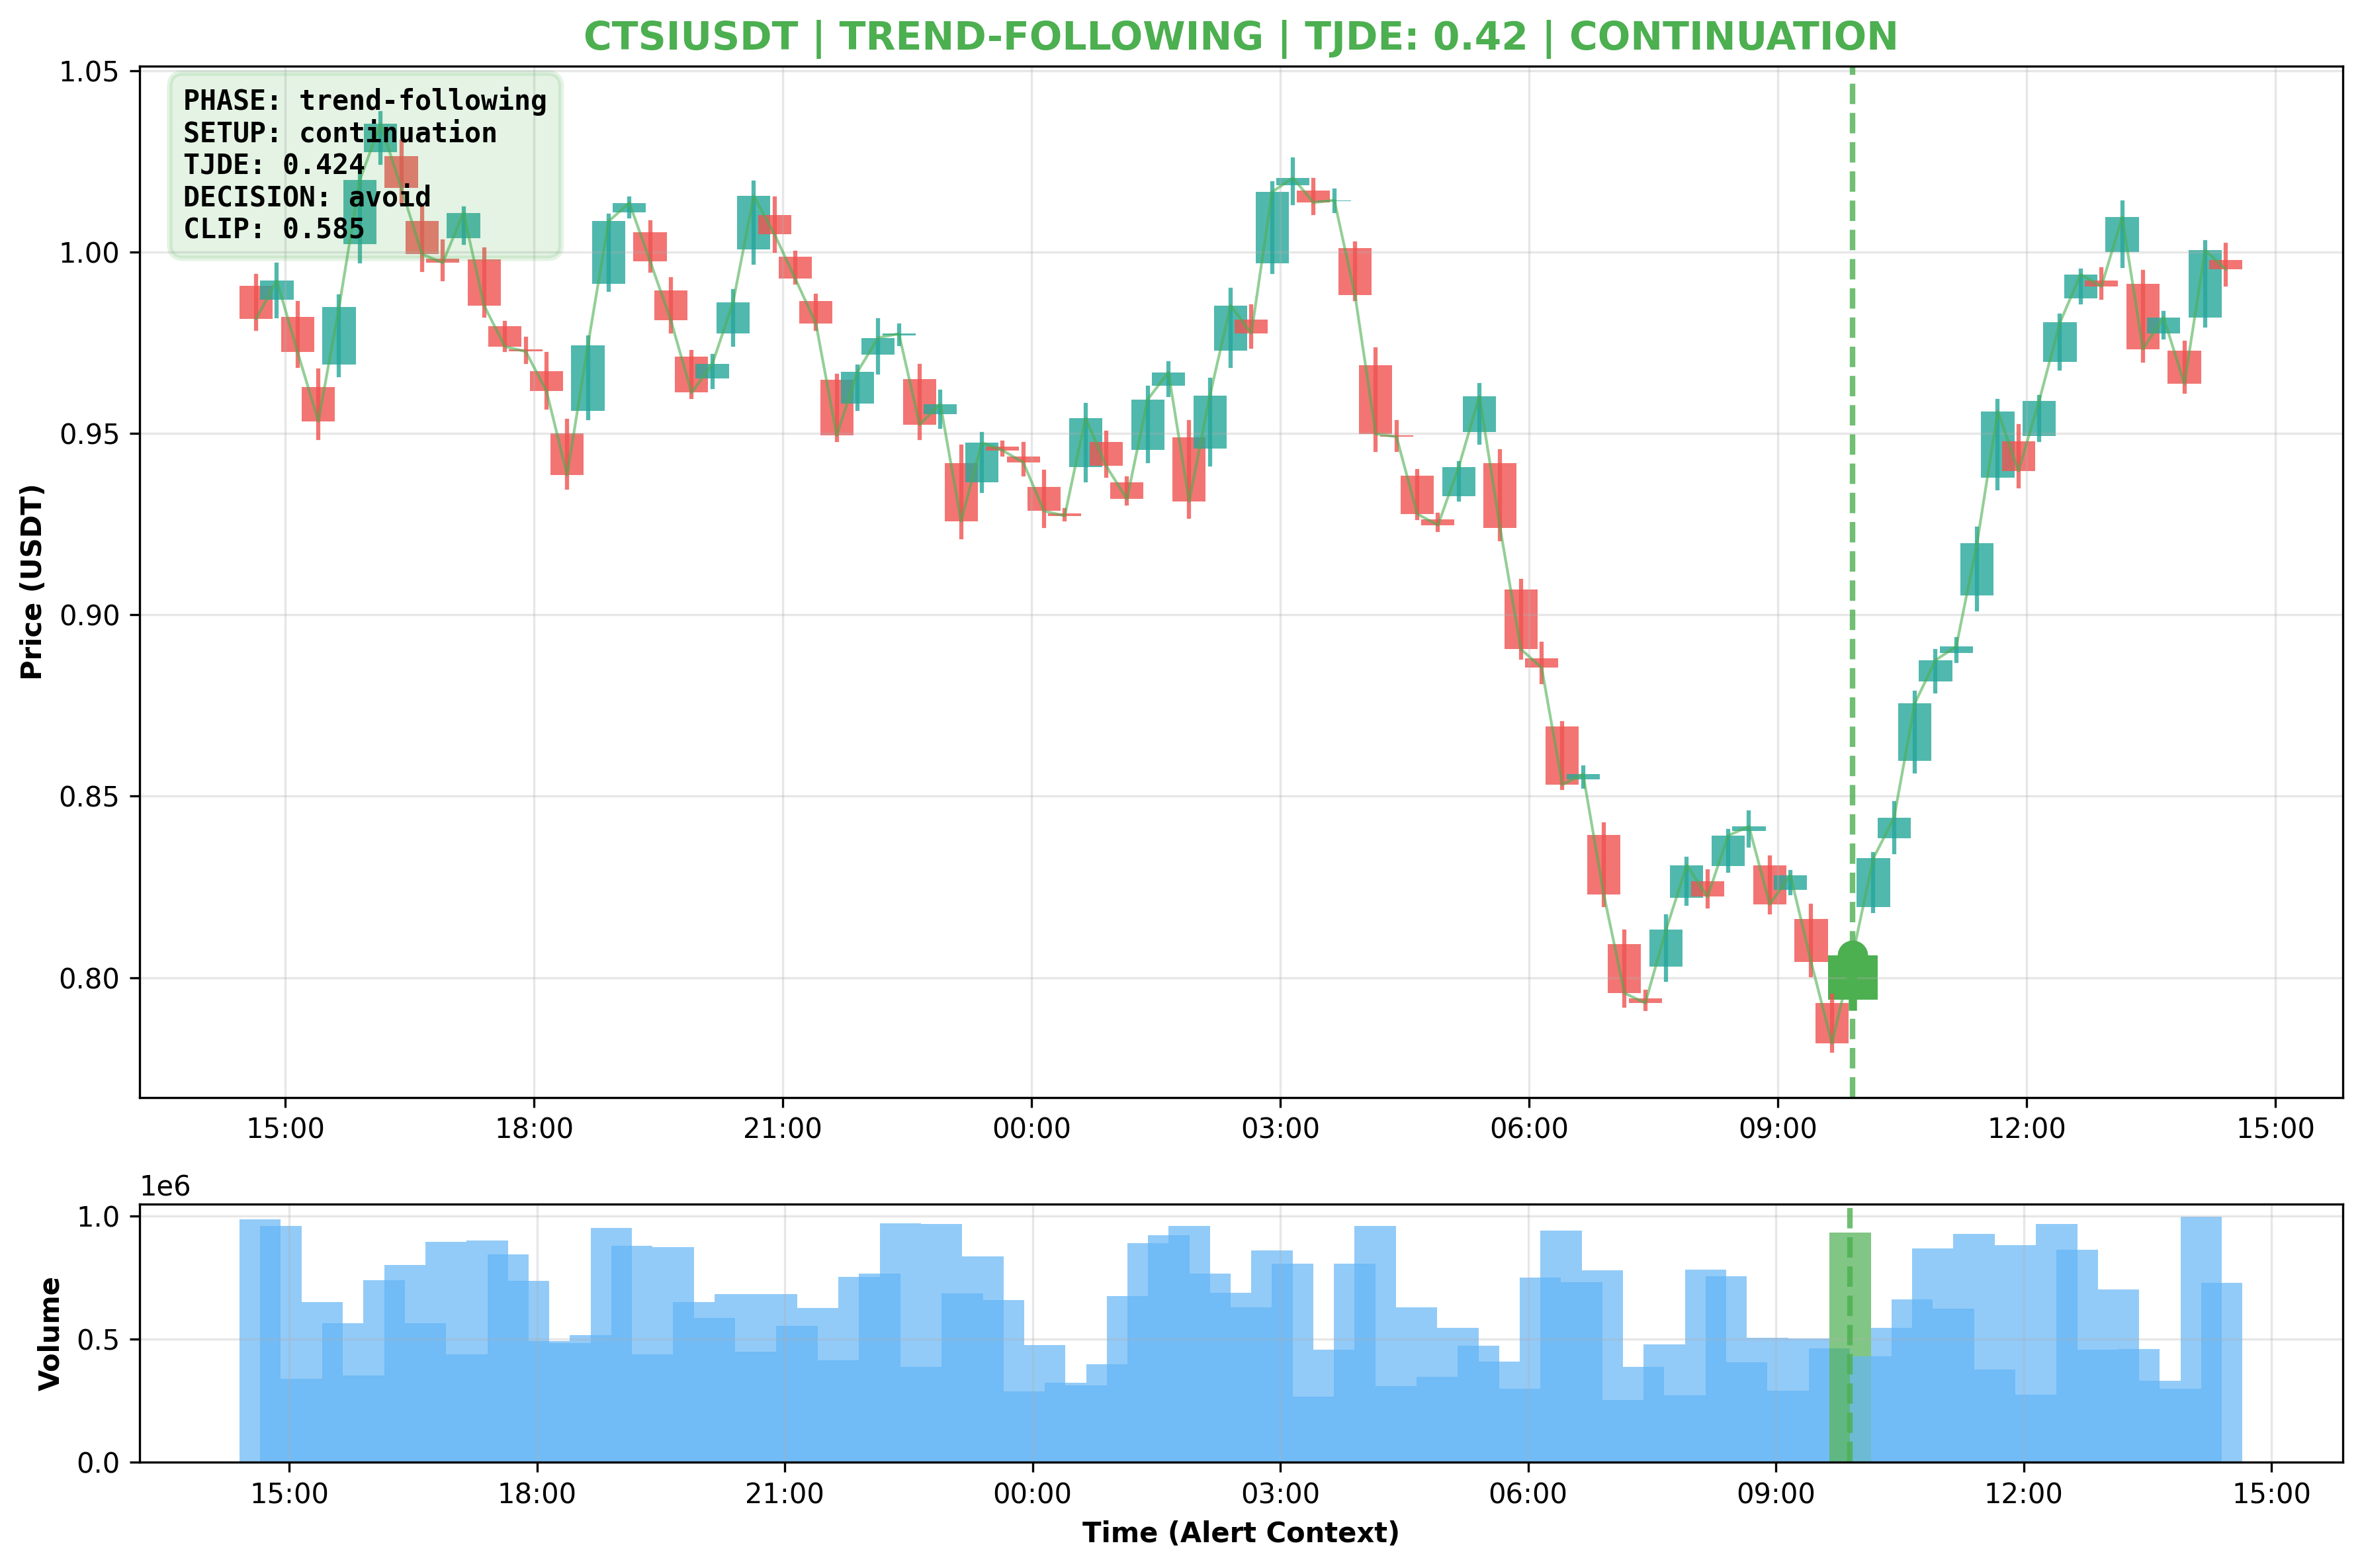 CTSIUSDT | TREND-FOLLOWING | TJDE: 0.42 | CONTINUATION
PHASE: trend-following
SETUP: continuation
TJDE: 0.424
DECISION: avoid
CLIP: 0.585
Price (USDT)
1.05
1.00
0.95
0.90
0.85
0.80
15:00 18:00 21:00 00:00 03:00 06:00 09:00 12:00 15:00
1e6
Volume
1.0
0.5
0.0
15:00 18:00 21:00 00:00 03:00 06:00 09:00 12:00 15:00
Time (Alert Context)